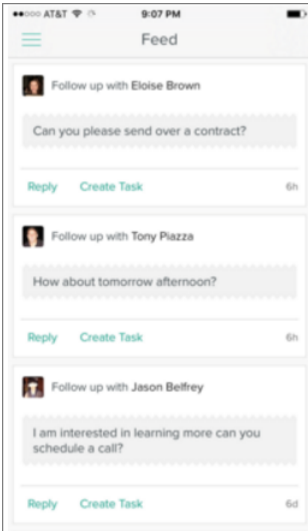 AT&T 9:07 PM
Feed
Follow up with Eloise Brown
Can you please send over a contract?
Reply Create Task 6h
Follow up with Tony Piazza
How about tomorrow afternoon?
Reply Create Task 6h
Follow up with Jason Belfrey
I am interested in learning more can you
schedule a call?
Reply Create Task 6d